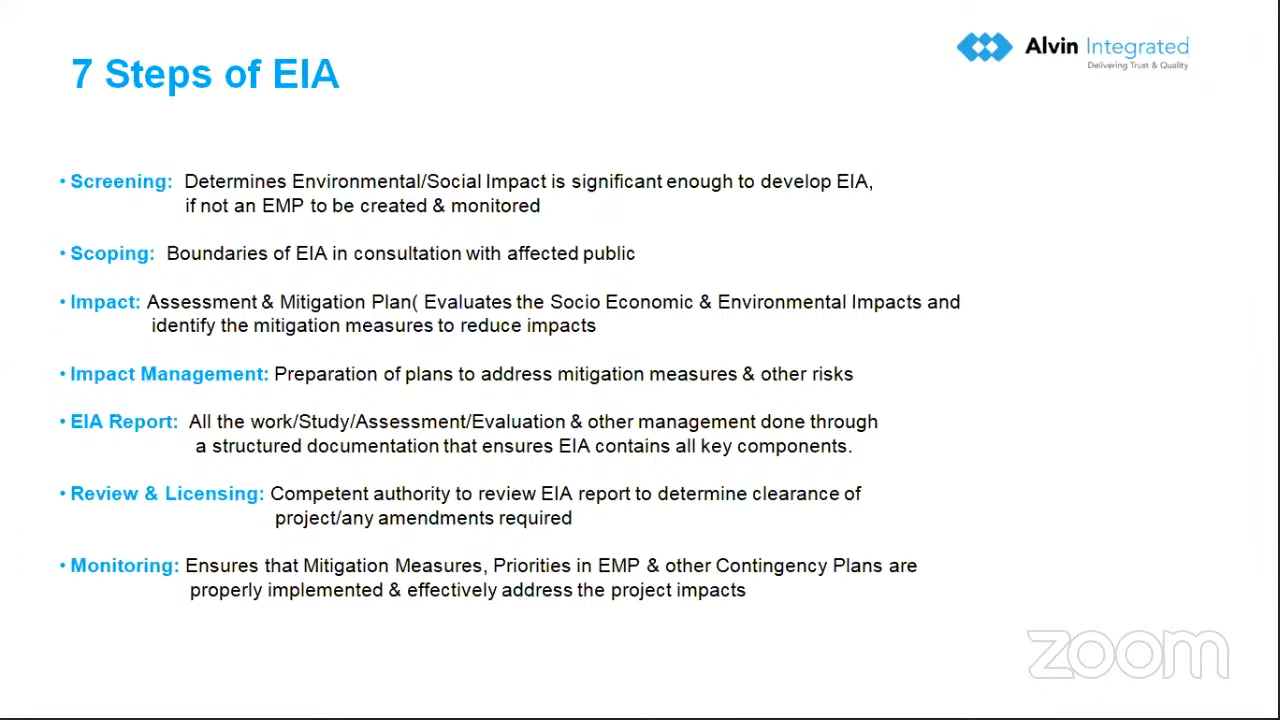 7 Steps of EIA
Alvin Integrated
Delivering Trust & Quality
• Screening: Determines Environmental/Social Impact is significant enough to develop EIA,
if not an EMP to be created & monitored
• Scoping: Boundaries of EIA in consultation with affected public
• Impact: Assessment & Mitigation Plan( Evaluates the Socio Economic & Environmental Impacts and
identify the mitigation measures to reduce impacts
• Impact Management: Preparation of plans to address mitigation measures & other risks
• EIA Report: All the work/Study/Assessment/Evaluation & other management done through
a structured documentation that ensures EIA contains all key components.
• Review & Licensing: Competent authority to review EIA report to determine clearance of
project/any amendments required
• Monitoring: Ensures that Mitigation Measures, Priorities in EMP & other Contingency Plans are
properly implemented & effectively address the project impacts
zoom